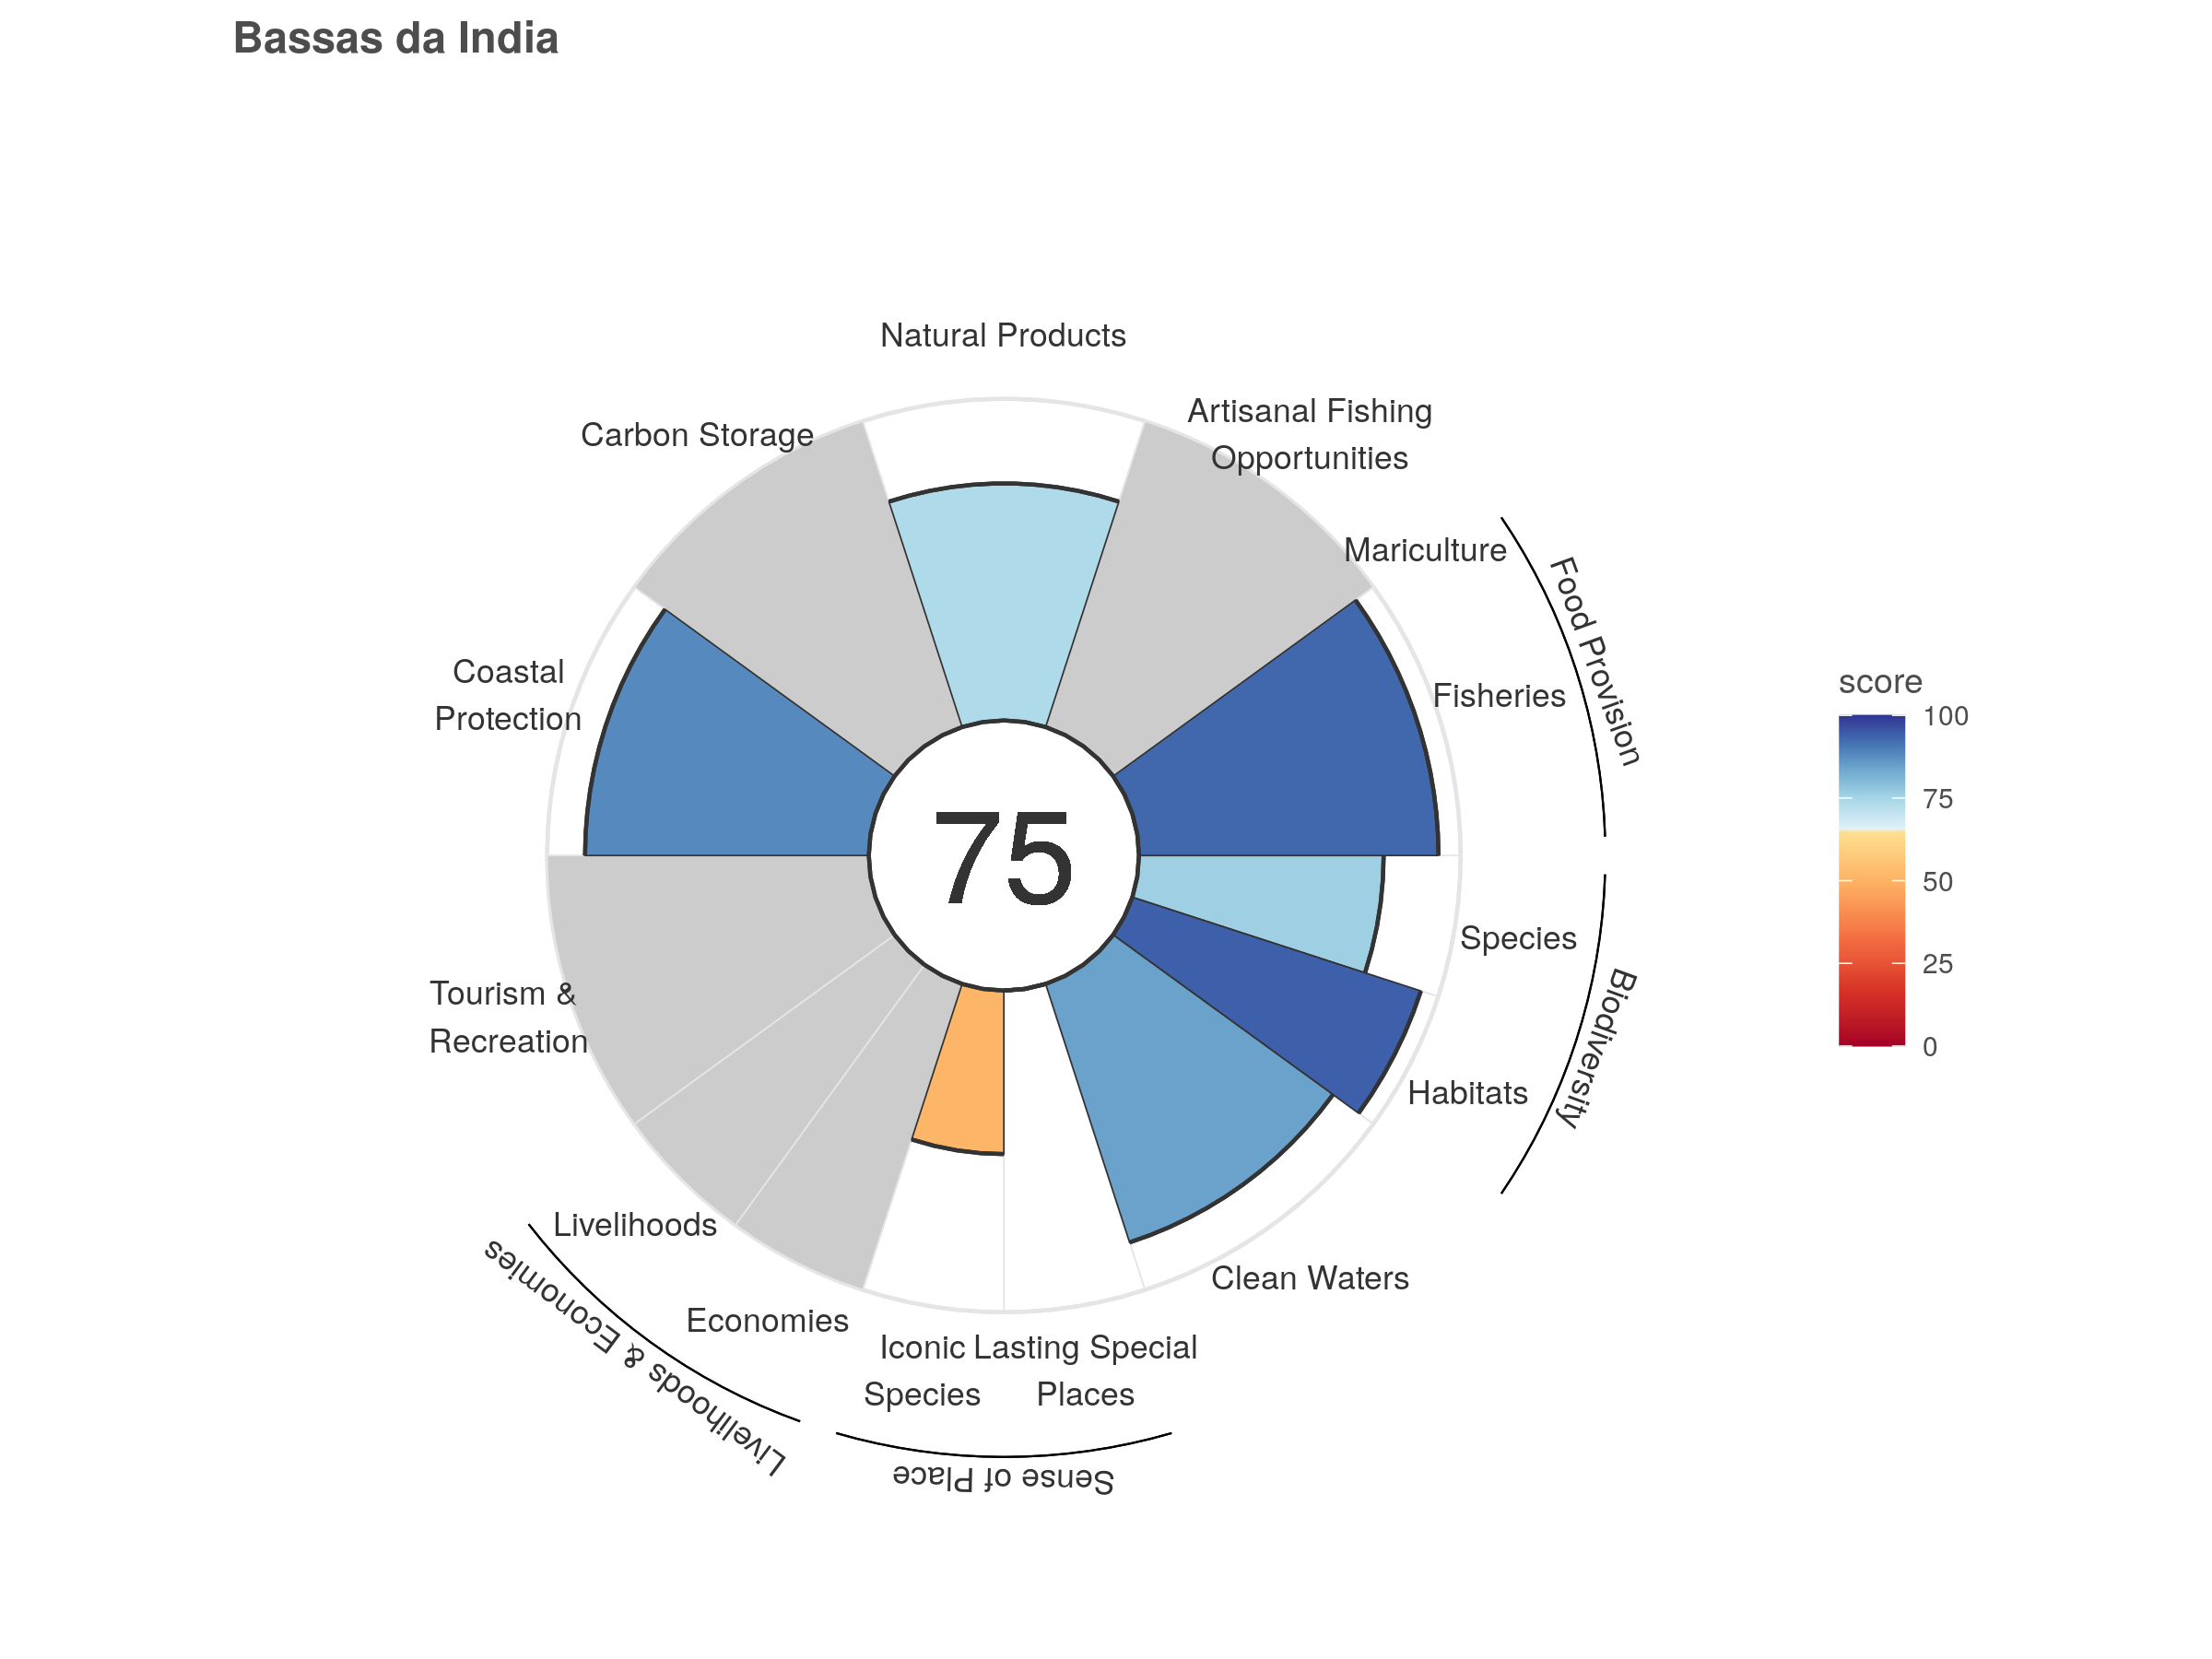 Bassas da India
Natural Products
Carbon Storage
Artisanal Fishing
Opportunities
Mariculture
Food Provision
Coastal
Protection
Fisheries
score
100
75
50
25
0
75
Species
Biodiversity
Tourism &
Recreation
Habitats
Livelihoods
Clean Waters
Economies
Livelihoods & Economies
Iconic
Species
Lasting Special
Places
Sense of Place